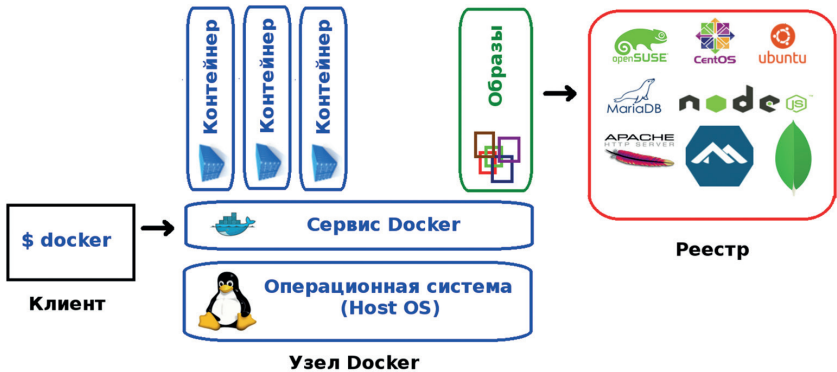 Контейнер
Контейнер
Контейнер
Образы
openSUSE
CentOS
ubuntu
MariaDB
node
JS
APACHE
HTTP SERVER
$ docker
Клиент
Сервис Docker
Операционная система
(Host OS)
Узел Docker
Реестр